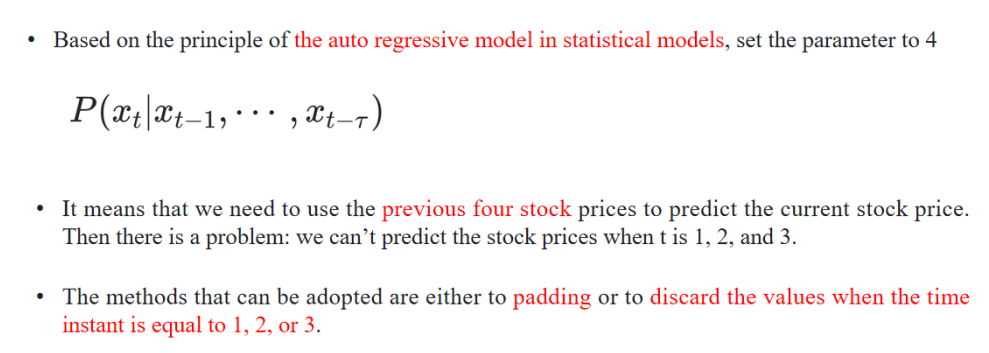 • Based on the principle of the auto regressive model in statistical models, set the parameter to 4
P(x_t|x_{t−1}, ⋯ , x_{t−τ})
• It means that we need to use the previous four stock prices to predict the current stock price.
Then there is a problem: we can’t predict the stock prices when t is 1, 2, and 3.
• The methods that can be adopted are either to padding or to discard the values when the time
instant is equal to 1, 2, or 3.